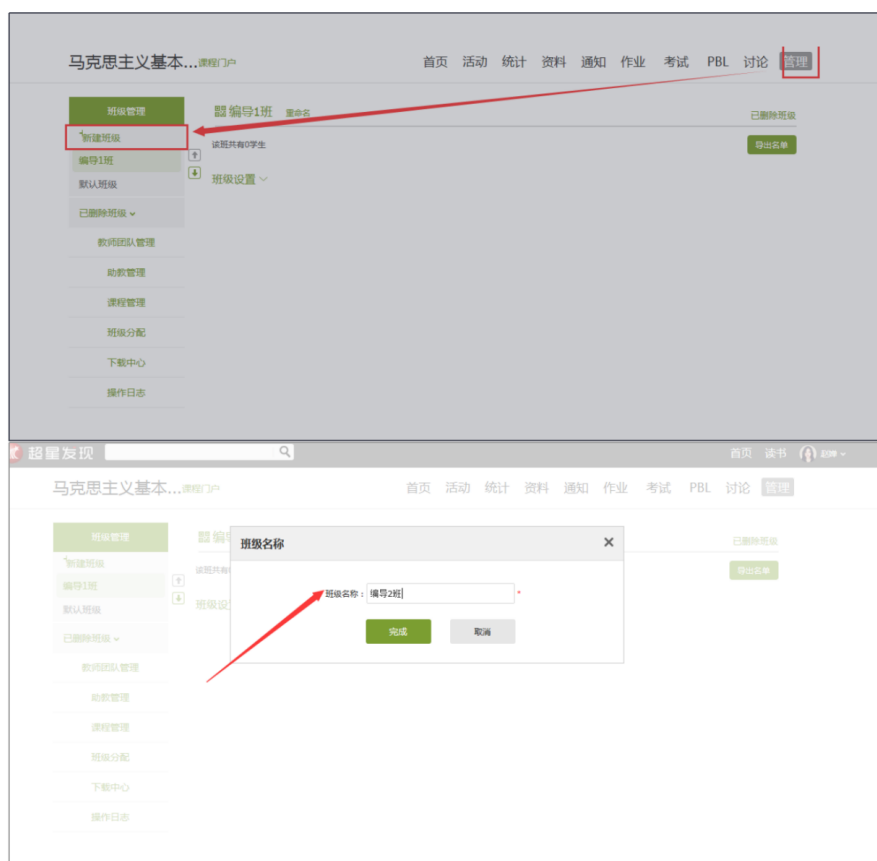 马克思主义基本...课程门户 首页 活动 统计 资料 通知 作业 考试 PBL 讨论 管理
班级管理 编导1班 重命名 已删除班级
新建班级 该班共有0学生 导出名单
编导1班
默认班级 班级设置
已删除班级
教师团队管理
助教管理
课程管理
班级分配
下载中心
操作日志
超星发现 首页 读书
马克思主义基本...课程门户 首页 活动 统计 资料 通知 作业 考试 PBL 讨论 管理
班级管理 编导 班级名称 × 已删除班级
新建班级 该班共有 导出名单
编导1班 班级名称： 编导2班 *
默认班级 班级设
已删除班级 完成 取消
教师团队管理
助教管理
课程管理
班级分配
下载中心
操作日志